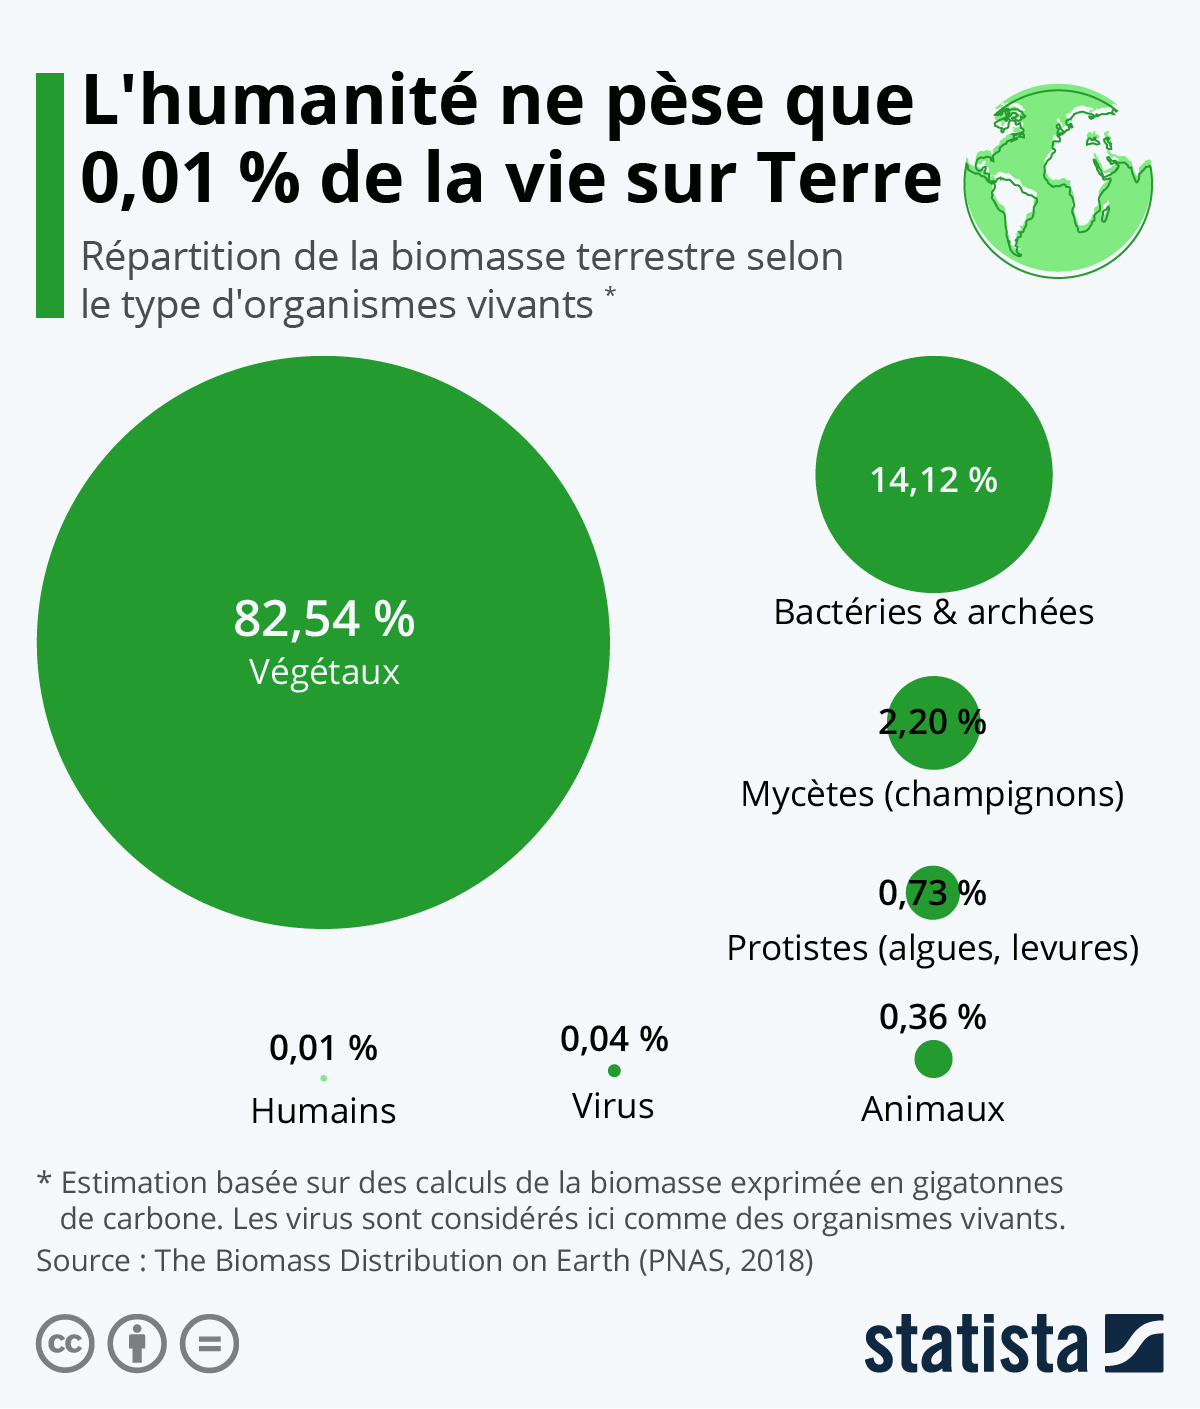 L'humanité ne pèse que
0,01 % de la vie sur Terre
Répartition de la biomasse terrestre selon
le type d'organismes vivants *
82,54 %
Végétaux
14,12 %
Bactéries & archées
2,20 %
Mycètes (champignons)
0,73 %
Protistes (algues, levures)
0,36 %
Animaux
0,04 %
Virus
0,01 %
Humains
* Estimation basée sur des calculs de la biomasse exprimée en gigatonnes
de carbone. Les virus sont considérés ici comme des organismes vivants.
Source : The Biomass Distribution on Earth (PNAS, 2018)
cc
statista